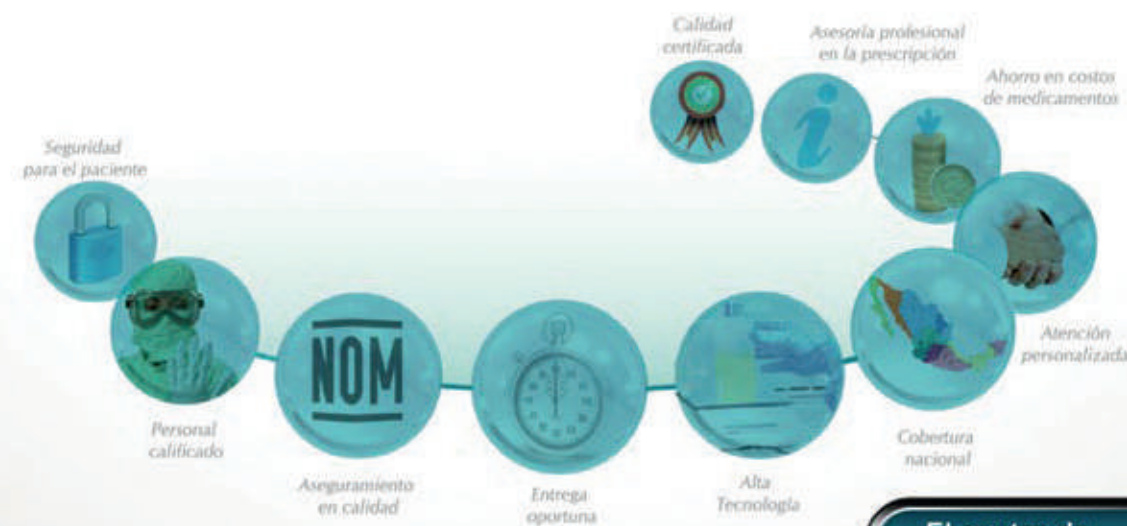 Calidad
certificada
Asesoría profesional
en la prescripción
Ahorro en costos
de medicamentos
Seguridad
para el paciente
Atención
personalizada
NOM
Personal
calificado
Cobertura
nacional
Aseguramiento
en calidad
Entrega
oportuna
Alta
Tecnología